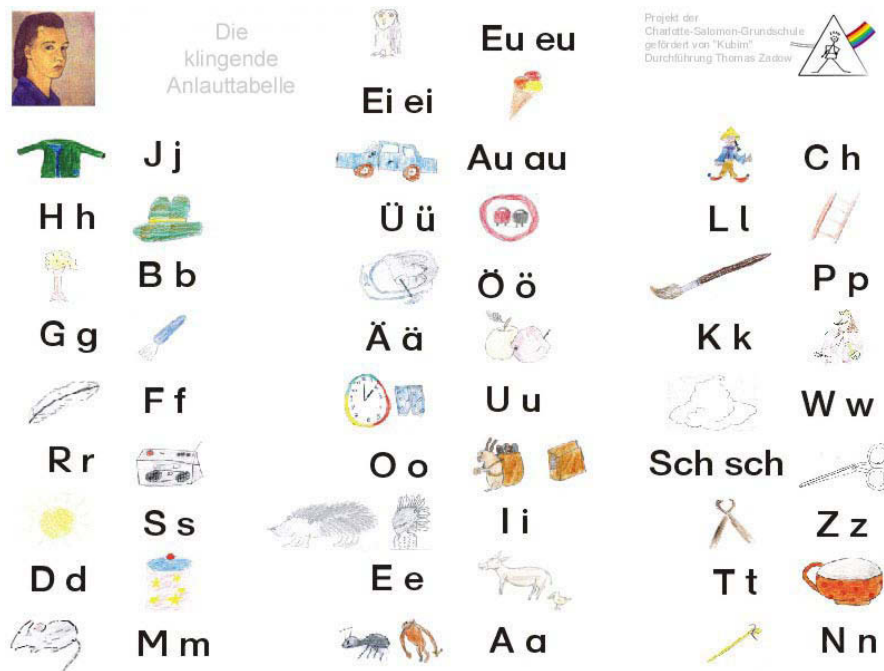 Die
klingende
Anlauttabelle
Eu eu
Projekt der
Charlotte-Salomon-Grundschule
gefördert von "Kubim"
Durchführung Thomas Zadow
Ei ei
J j
Au au
C h
H h
Ü ü
L l
B b
Ö ö
P p
G g
Ä ä
K k
F f
U u
W w
R r
O o
Sch sch
S s
I i
Z z
D d
E e
T t
M m
A a
N n